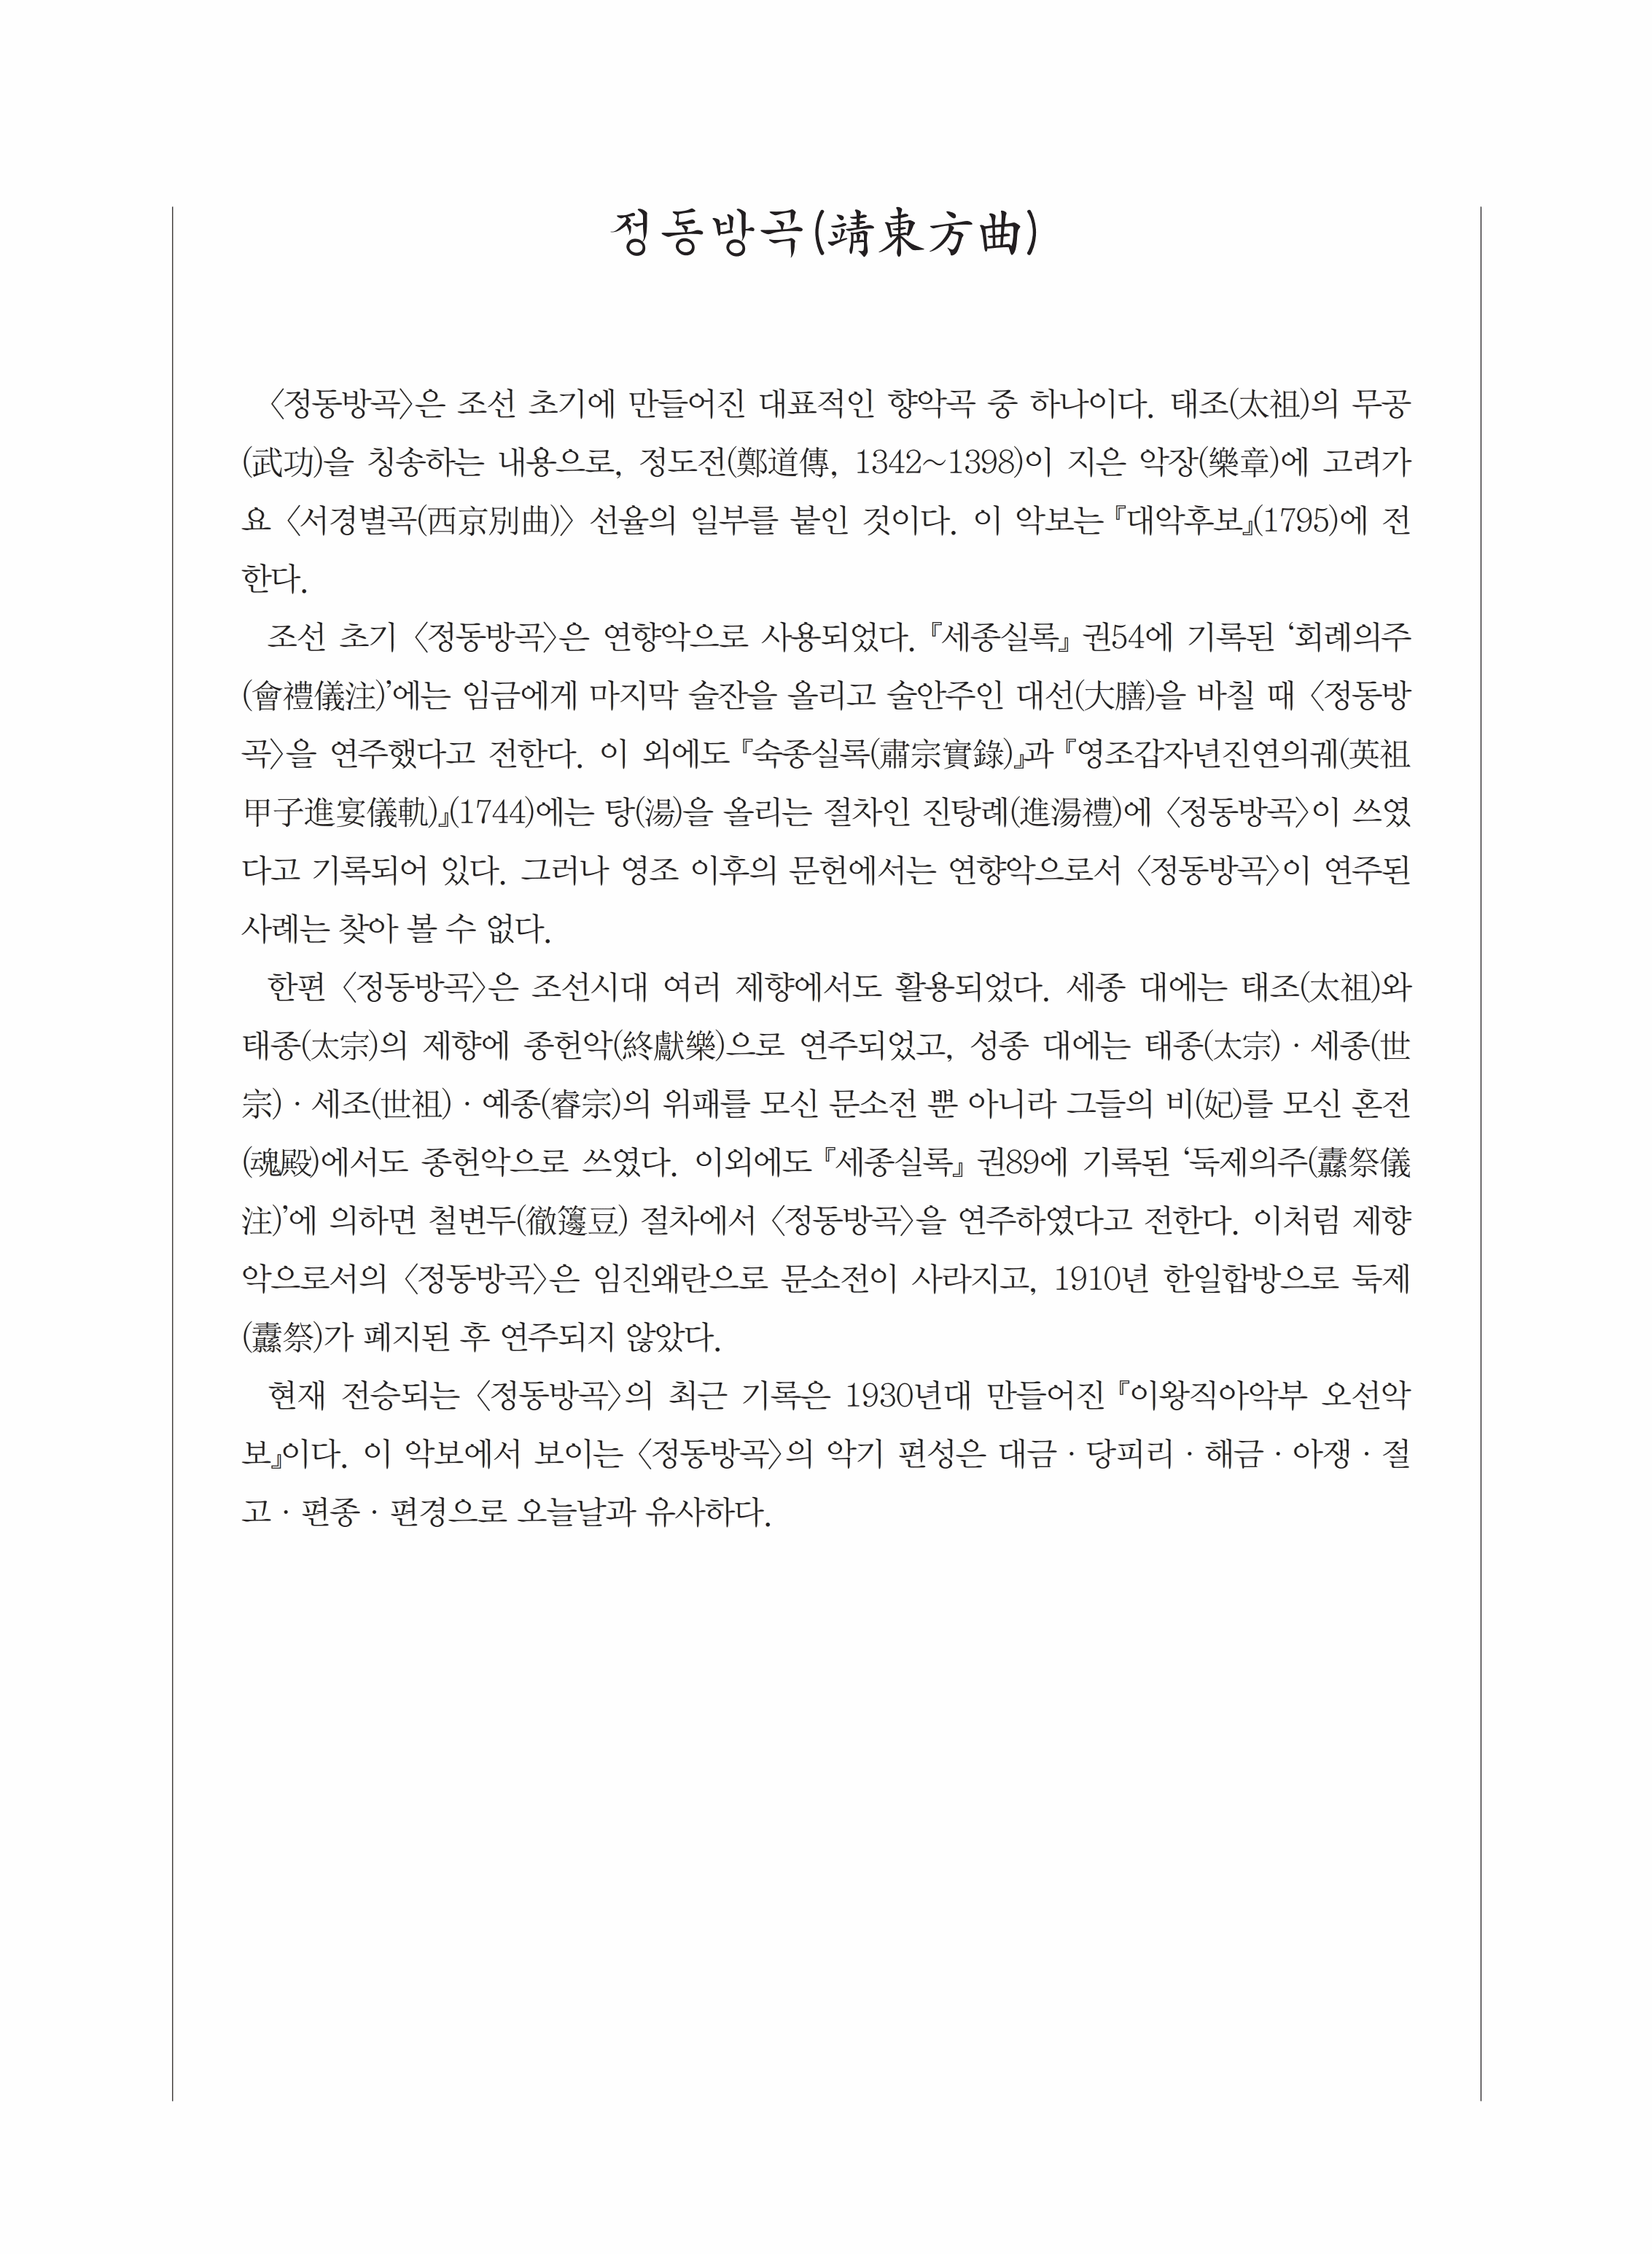 정동방곡(靖東方曲)
〈정동방곡〉은 조선 초기에 만들어진 대표적인 향악곡 중 하나이다. 태조(太祖)의 무공
(武功)을 칭송하는 내용으로, 정도전(鄭道傳, 1342~1398)이 지은 악장(樂章)에 고려가
요 〈서경별곡(西京別曲)〉 선율의 일부를 붙인 것이다. 이 악보는 『대악후보』(1795)에 전
한다.
조선 초기 〈정동방곡〉은 연향악으로 사용되었다. 『세종실록』 권54에 기록된 ‘회례의주
(會禮儀注)’에는 임금에게 마지막 술잔을 올리고 술안주인 대선(大膳)을 바칠 때 〈정동방
곡〉을 연주했다고 전한다. 이 외에도 『숙종실록(肅宗實錄)』과 『영조갑자년진연의궤(英祖
甲子進宴儀軌)』(1744)에는 탕(湯)을 올리는 절차인 진탕례(進湯禮)에 〈정동방곡〉이 쓰였
다고 기록되어 있다. 그러나 영조 이후의 문헌에서는 연향악으로서 〈정동방곡〉이 연주된
사례는 찾아 볼 수 없다.
한편 〈정동방곡〉은 조선시대 여러 제향에서도 활용되었다. 세종 대에는 태조(太祖)와
태종(太宗)의 제향에 종헌악(終獻樂)으로 연주되었고, 성종 대에는 태종(太宗)·세종(世
宗)·세조(世祖)·예종(睿宗)의 위패를 모신 문소전 뿐 아니라 그들의 비(妃)를 모신 혼전
(魂殿)에서도 종헌악으로 쓰였다. 이외에도 『세종실록』 권89에 기록된 ‘둑제의주(纛祭儀
注)’에 의하면 철변두(徹籩豆) 절차에서 〈정동방곡〉을 연주하였다고 전한다. 이처럼 제향
악으로서의 〈정동방곡〉은 임진왜란으로 문소전이 사라지고, 1910년 한일합방으로 둑제
(纛祭)가 폐지된 후 연주되지 않았다.
현재 전승되는 〈정동방곡〉의 최근 기록은 1930년대 만들어진 『이왕직아악부 오선악
보』이다. 이 악보에서 보이는 〈정동방곡〉의 악기 편성은 대금·당피리·해금·아쟁·절
고·편종·편경으로 오늘날과 유사하다.